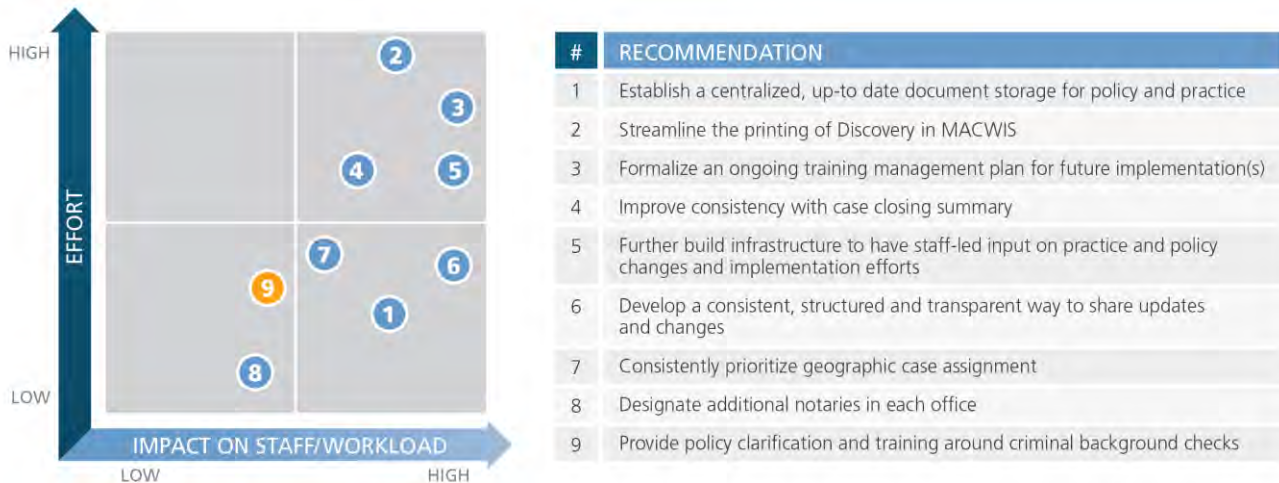 HIGH
LOW
EFFORT
2
3
4
5
7
6
9
1
8
IMPACT ON STAFF/WORKLOAD
LOW
HIGH
# RECOMMENDATION
1 Establish a centralized, up-to date document storage for policy and practice
2 Streamline the printing of Discovery in MACWIS
3 Formalize an ongoing training management plan for future implementation(s)
4 Improve consistency with case closing summary
5 Further build infrastructure to have staff-led input on practice and policy
changes and implementation efforts
6 Develop a consistent, structured and transparent way to share updates
and changes
7 Consistently prioritize geographic case assignment
8 Designate additional notaries in each office
9 Provide policy clarification and training around criminal background checks